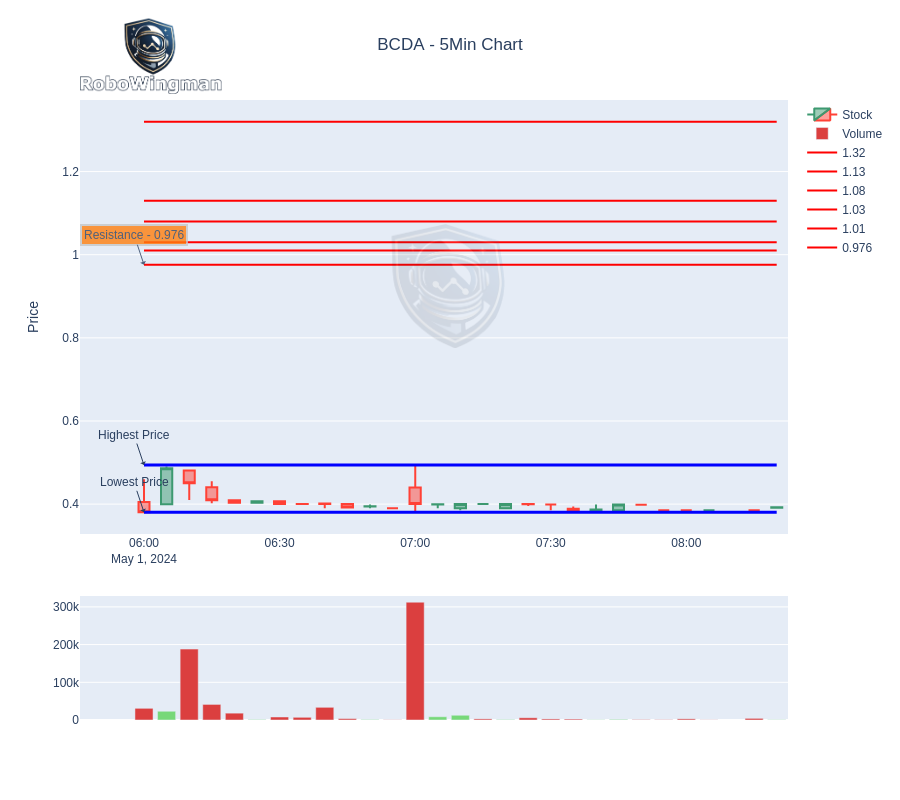 RoboWingman
BCDA - 5Min Chart
Stock
Volume
1.32
1.13
1.08
1.03
1.01
0.976
1.2
1
0.8
0.6
0.4
Price
Resistance - 0.976
Highest Price
Lowest Price
06:00
May 1, 2024
06:30
07:00
07:30
08:00
300k
200k
100k
0